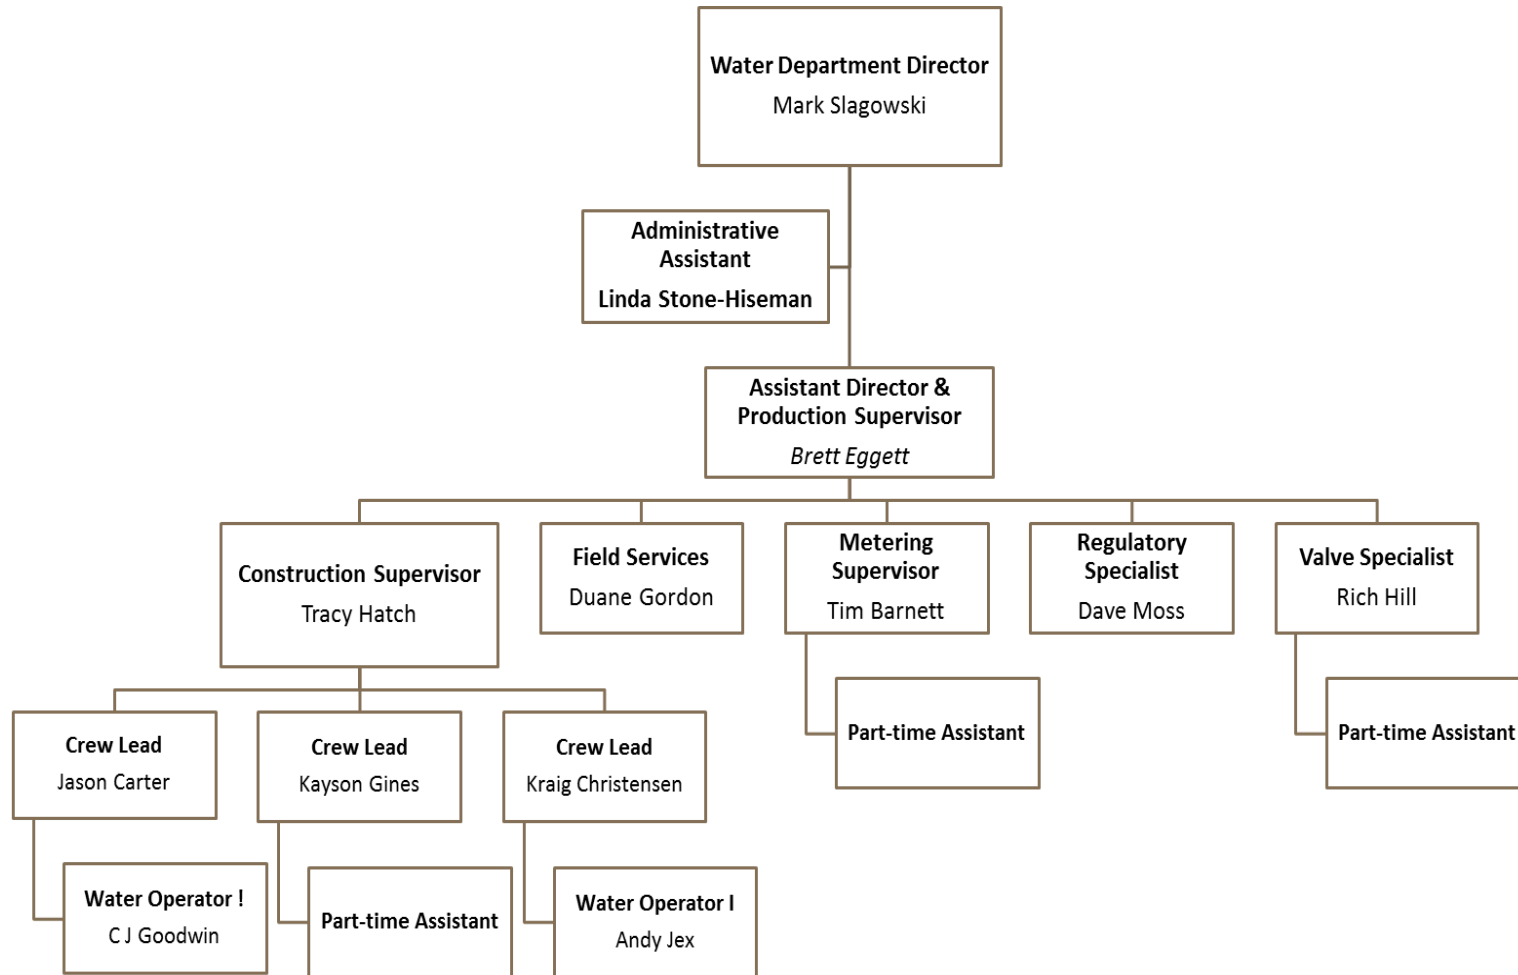 Water Department Director
Mark Slagowski
Administrative
Assistant
Linda Stone-Hiseman
Assistant Director &
Production Supervisor
Brett Eggett
Construction Supervisor
Tracy Hatch
Field Services
Duane Gordon
Metering
Supervisor
Tim Barnett
Regulatory
Specialist
Dave Moss
Valve Specialist
Rich Hill
Crew Lead
Jason Carter
Crew Lead
Kayson Gines
Crew Lead
Kraig Christensen
Part-time Assistant
Part-time Assistant
Water Operator !
C J Goodwin
Part-time Assistant
Water Operator I
Andy Jex